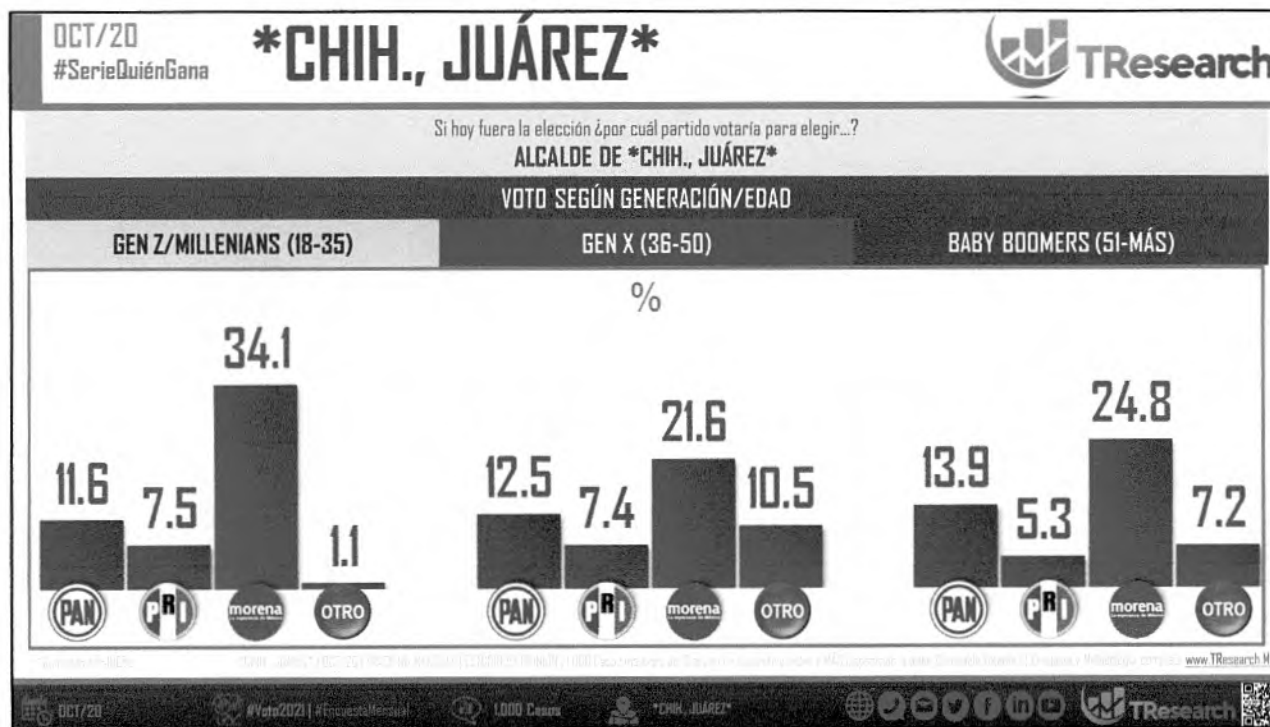 OCT/20
#SerieQuiénGana
*CHIH., JUÁREZ*
TResearch
Si hoy fuera la elección ¿por cuál partido votaría para elegir...?
ALCALDE DE *CHIH., JUÁREZ*
VOTO SEGÚN GENERACIÓN/EDAD
GEN Z/MILLENIANS (18-35)
GEN X (36-50)
BABY BOOMERS (51-MÁS)
%
11.6
7.5
34.1
1.1
PAN
PRI
morena
OTRO
12.5
7.4
21.6
10.5
PAN
PRI
morena
OTRO
13.9
5.3
24.8
7.2
PAN
PRI
morena
OTRO
www.TResearch.M
OCT/20
#Voto2021 | #EncuestaMensual
1,000 Casos
*CHIH., JUÁREZ*
TResearch